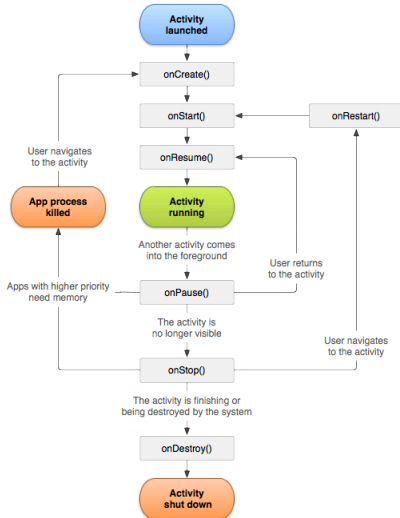 Activity
launched
onCreate()
onStart()
onRestart()
User navigates
to the activity
onResume()
App process
killed
Activity
running
Another activity comes
into the foreground
User returns
to the activity
Apps with higher priority
need memory
onPause()
The activity is
no longer visible
User navigates
to the activity
onStop()
The activity is finishing or
being destroyed by the system
onDestroy()
Activity
shut down